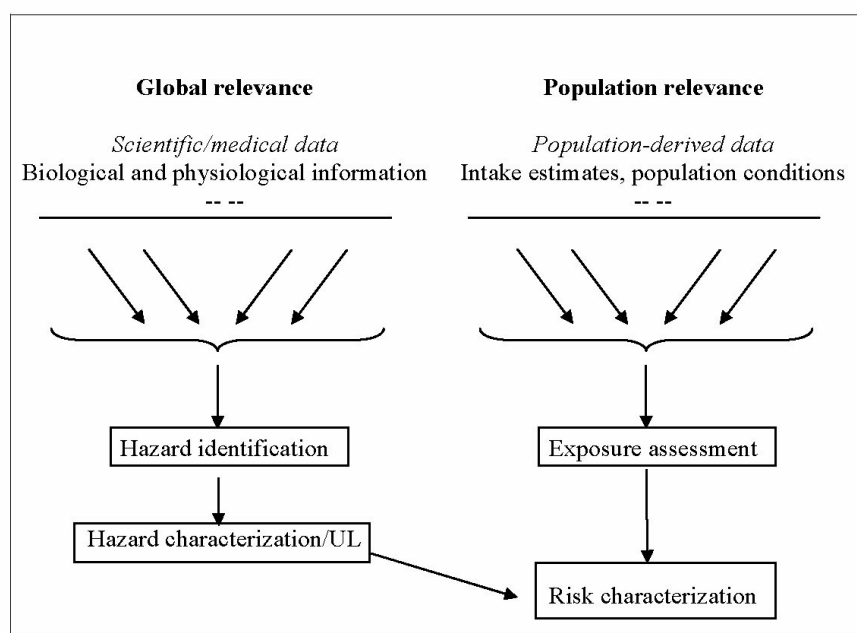 Global relevance
Scientific/medical data
Biological and physiological information
-- --
Hazard identification
Hazard characterization/UL
Population relevance
Population-derived data
Intake estimates, population conditions
-- --
Exposure assessment
Risk characterization